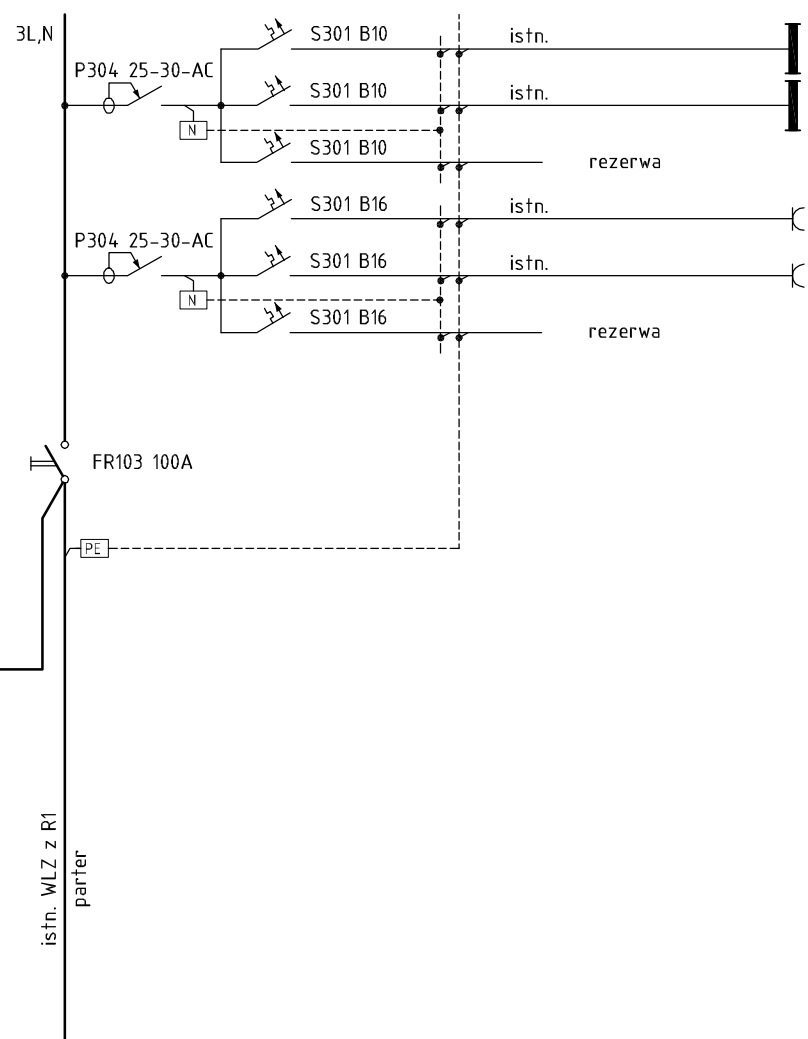 3L,N
S301 B10
istn.
P304 25-30-AC
S301 B10
istn.
N
S301 B10
rezerwa
S301 B16
istn.
P304 25-30-AC
S301 B16
istn.
N
S301 B16
rezerwa
FR103 100A
PE
istn. WLZ z R1
parter